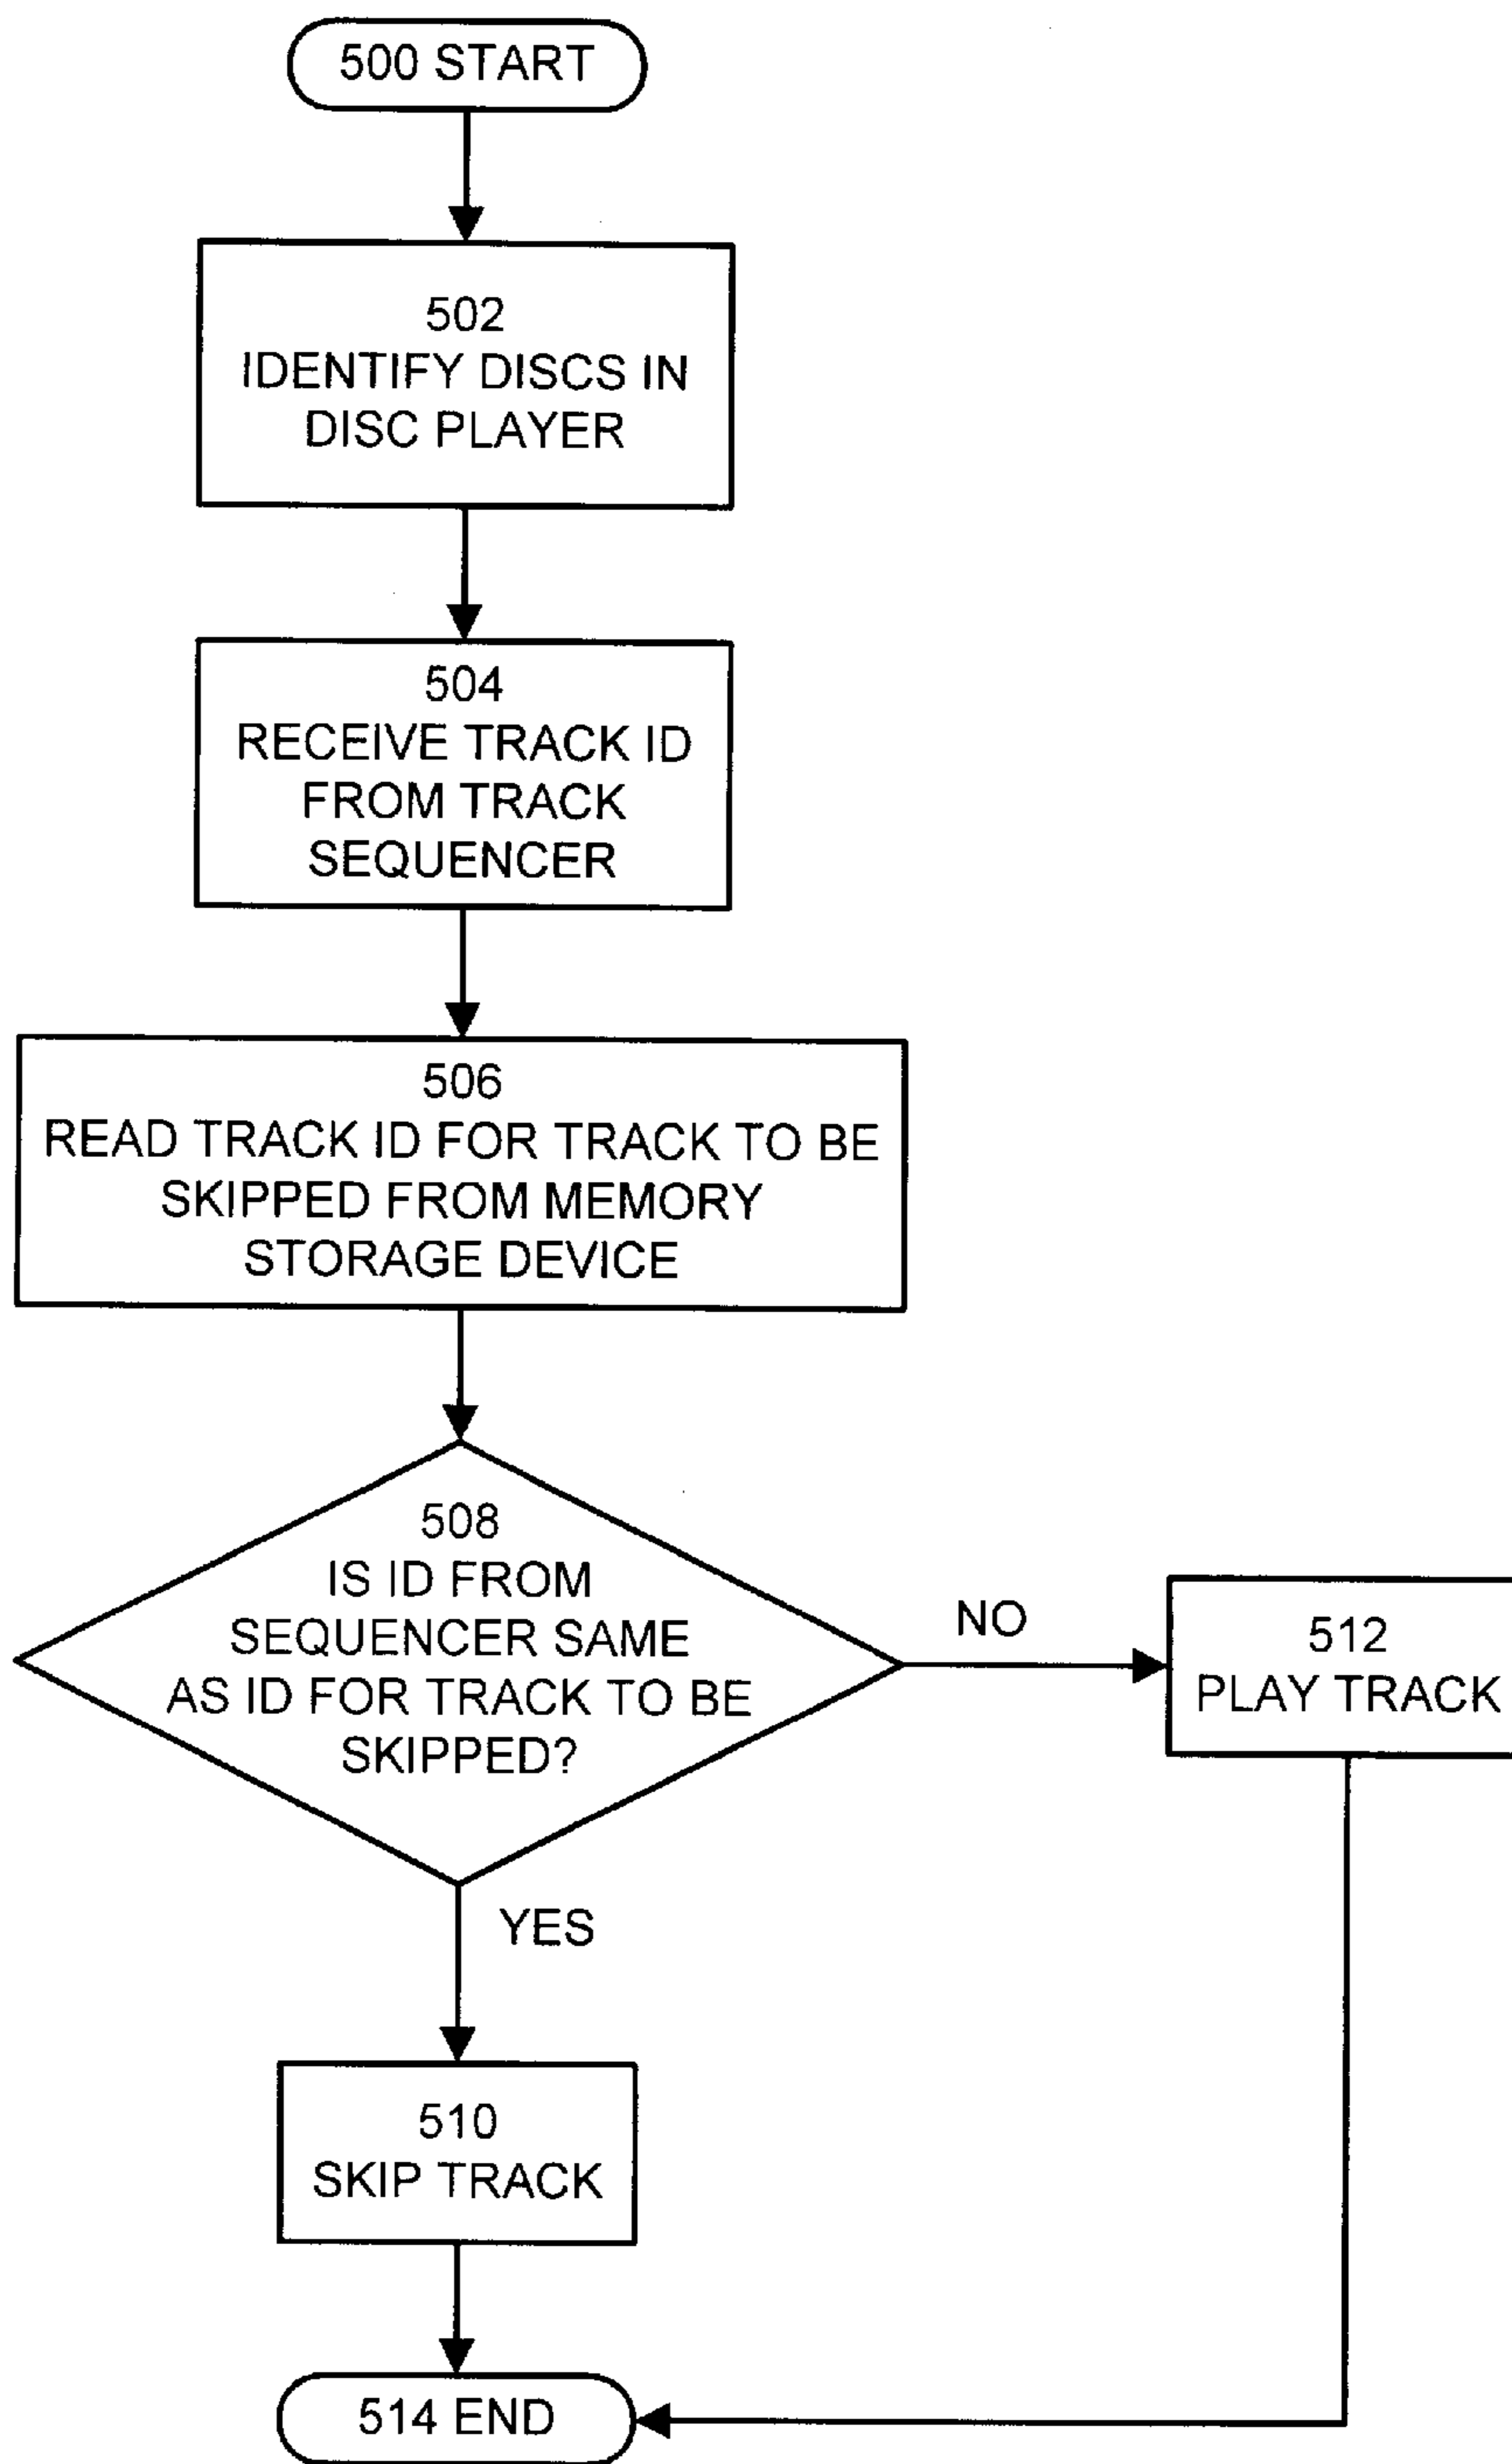 500 START
502
IDENTIFY DISCS IN
DISC PLAYER
504
RECEIVE TRACK ID
FROM TRACK
SEQUENCER
506
READ TRACK ID FOR TRACK TO BE
SKIPPED FROM MEMORY
STORAGE DEVICE
508
IS ID FROM
SEQUENCER SAME
AS ID FOR TRACK TO BE
SKIPPED?
NO
512
PLAY TRACK
YES
510
SKIP TRACK
514 END